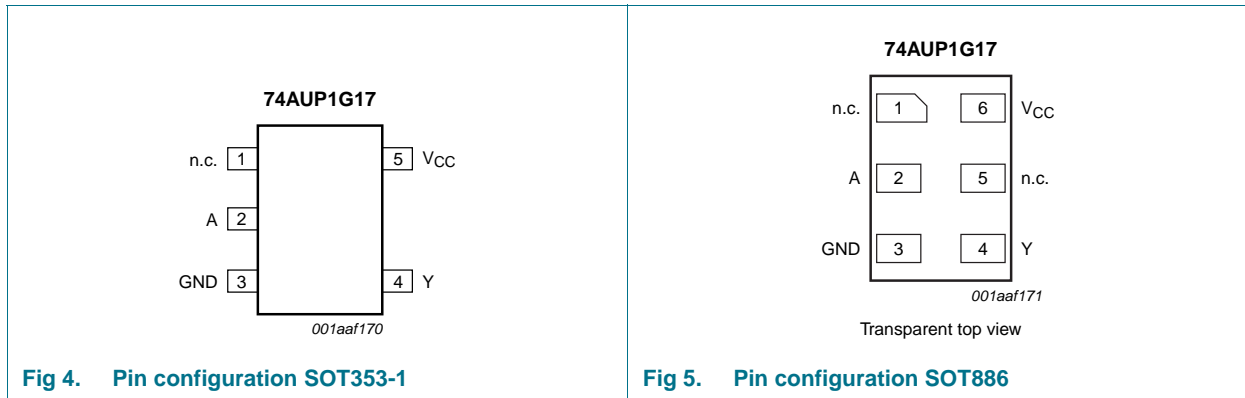 74AUP1G17
n.c. 1 5 VCC
A 2
GND 3 4 Y
001aaf170
Fig 4. Pin configuration SOT353-1
74AUP1G17
n.c. 1 6 VCC
A 2 5 n.c.
GND 3 4 Y
001aaf171
Transparent top view
Fig 5. Pin configuration SOT886